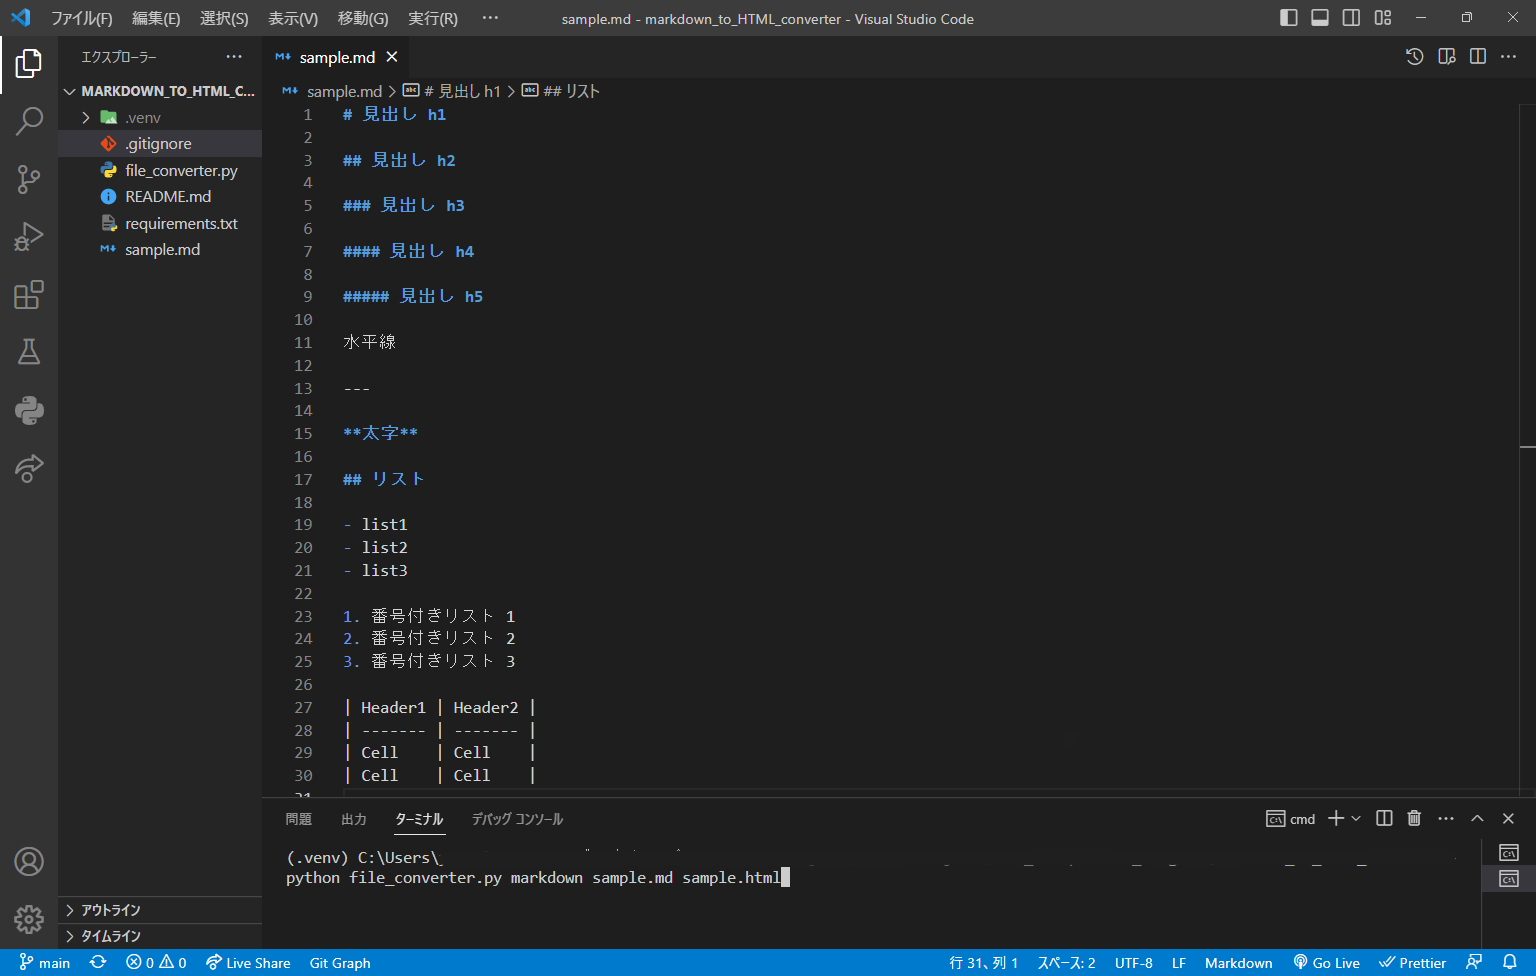 ファイル(F) 編集(E) 選択(S) 表示(V) 移動(G) 実行(R) ··· sample.md - markdown_to_HTML_converter - Visual Studio Code
エクスプローラー ···
MARKDOWN_TO_HTML_C...
.venv
.gitignore
file_converter.py
README.md
requirements.txt
sample.md
アウトライン
タイムライン
sample.md
sample.md > # 見出し h1 > ## リスト
1 # 見出し h1
2
3 ## 見出し h2
4
5 ### 見出し h3
6
7 #### 見出し h4
8
9 ##### 見出し h5
10
11 水平線
12
13 ---
14
15 **太字**
16
17 ## リスト
18
19 - list1
20 - list2
21 - list3
22
23 1. 番号付きリスト 1
24 2. 番号付きリスト 2
25 3. 番号付きリスト 3
26
27 | Header1 | Header2 |
28 | ------- | ------- |
29 | Cell    | Cell    |
30 | Cell    | Cell    |
31
問題 出力 ターミナル デバッグ コンソール cmd
(.venv) C:\Users\
python file_converter.py markdown sample.md sample.html
main 0 0 Live Share Git Graph 行 31、列 1 スペース: 2 UTF-8 LF Markdown Go Live Prettier